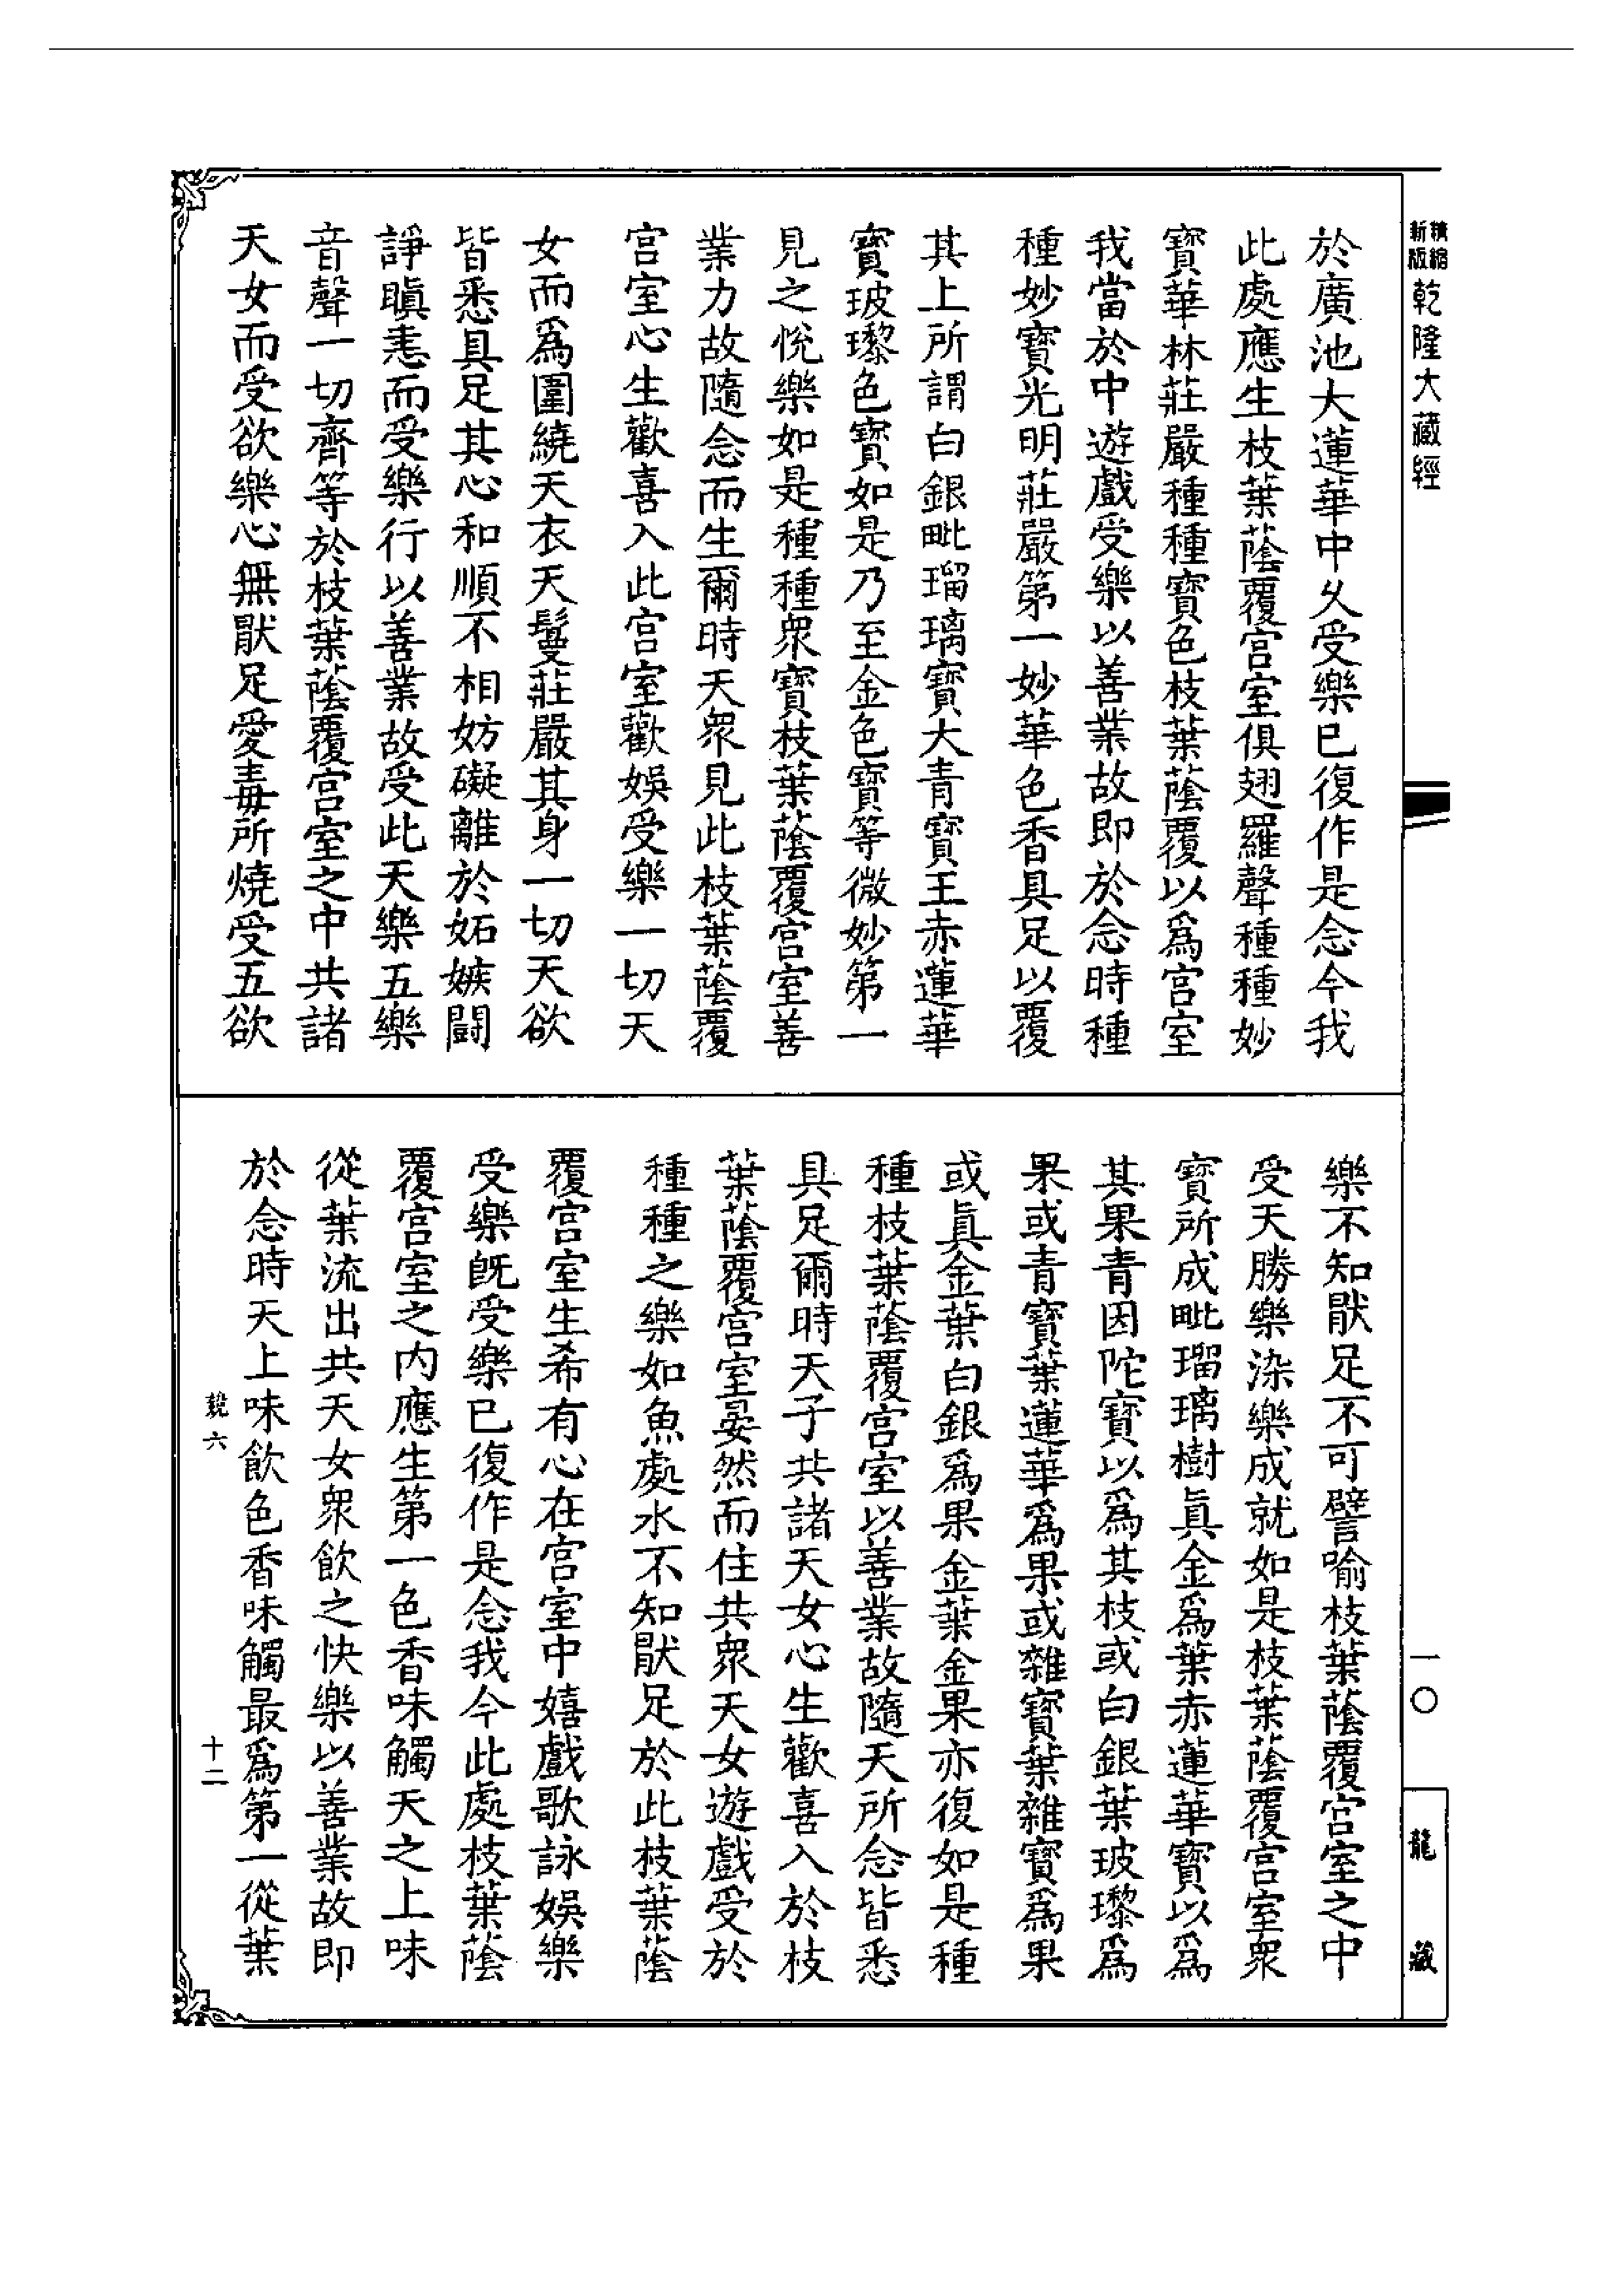 精縮
新版
乾隆大藏經
於廣池大蓮華中久受樂已復作是念今我
此處應生枝葉蔭覆宮室俱翅羅聲種種妙
寶華林莊嚴種種寶色枝葉蔭覆以爲宮室
我當於中遊戲受樂以善業故即於念時種
種妙寶光明莊嚴第一妙華色香具足以覆
其上所謂白銀毗瑠璃寶大青寶王赤蓮華
寶玻瓈色寶如是乃至金色寶等微妙第一
見之悅樂如是種種衆寶枝葉蔭覆宮室善
業力故隨念而生爾時天衆見此枝葉蔭覆
宮室心生歡喜入此宮室歡娛受樂一切天
女而爲圍繞天衣天鬘莊嚴其身一切天欲
皆悉具足其心和順不相妨礙離於妬嫉鬪
諍瞋恚而受樂行以善業故受此天樂五樂
音聲一切齊等於枝葉蔭覆宮室之中共諸
天女而受欲樂心無猒足愛毒所燒受五欲
樂不知猒足不可譬喻枝葉蔭覆宮室之中
受天勝樂染樂成就如是枝葉蔭覆宮室衆
寶所成毗瑠璃樹眞金爲葉赤蓮華寶以爲
其果青因陀寶以爲其枝或白銀葉玻瓈爲
果或青寶葉蓮華爲果或雜寶葉雜寶爲果
或眞金葉白銀爲果金葉金果亦復如是種
種枝葉蔭覆宮室以善業故隨天所念皆悉
具足爾時天子共諸天女心生歡喜入於枝
葉蔭覆宮室晏然而住共衆天女遊戲受於
種種之樂如魚處水不知猒足於此枝葉蔭
覆宮室生希有心在宮室中嬉戲歌詠娛樂
受樂旣受樂已復作是念我今此處枝葉蔭
覆宮室之內應生第一色香味觸天之上味
從葉流出共天女衆飲之快樂以善業故即
於念時天上味飲色香味觸最爲第一從葉
六
十二
一〇
龍藏